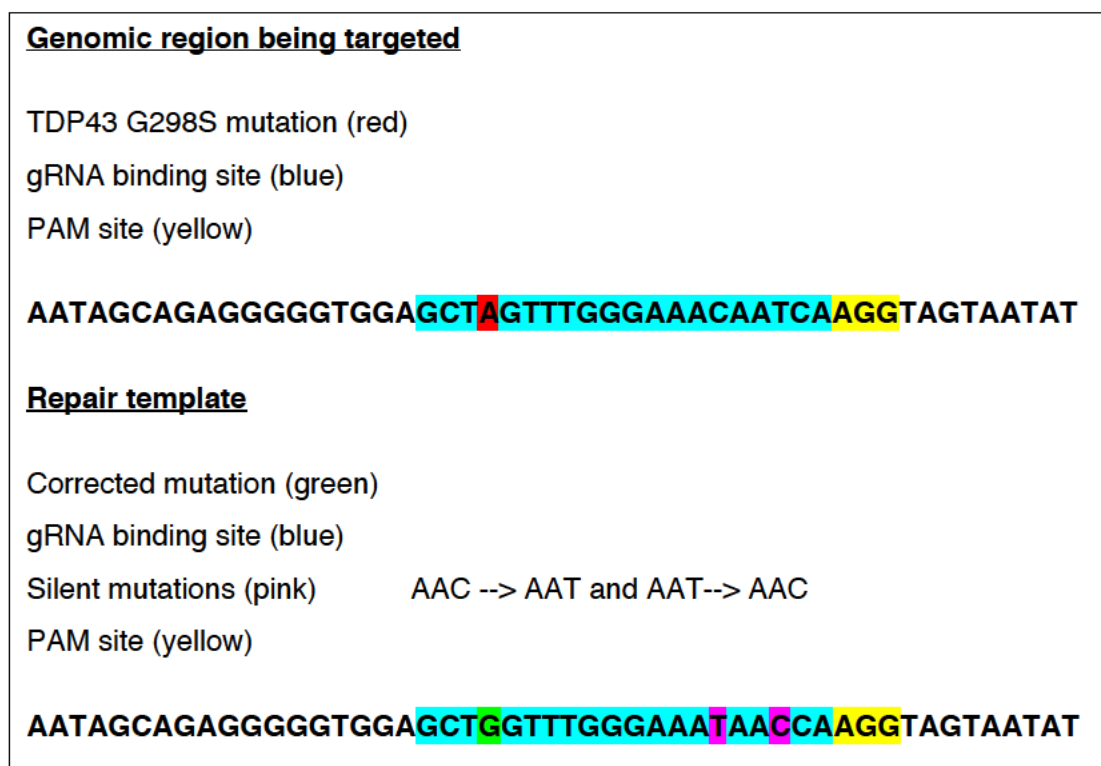 Genomic region being targeted
TDP43 G298S mutation (red)
gRNA binding site (blue)
PAM site (yellow)
AATAGCAGAGGGGGTGGAGCTAGTTTGGGAAACAATCAAGGTAGTAATAT
Repair template
Corrected mutation (green)
gRNA binding site (blue)
Silent mutations (pink) AAC --> AAT and AAT--> AAC
PAM site (yellow)
AATAGCAGAGGGGGTGGAGCTGGTTTGGGAAATAACCAAGGTAGTAATAT